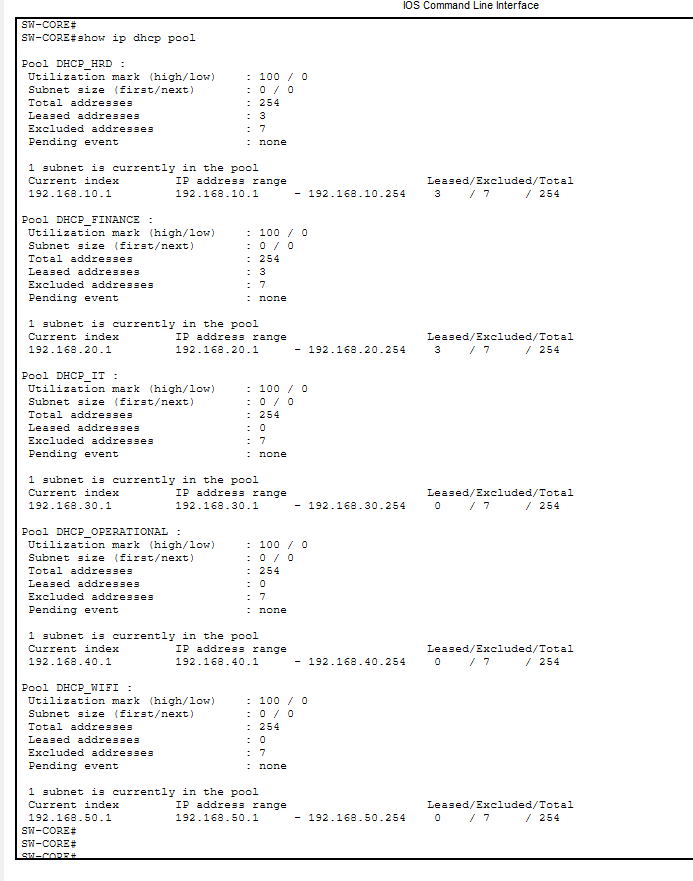 IOS Command Line Interface
SW-CORE#
SW-CORE#show ip dhcp pool
Pool DHCP_HRD :
Utilization mark (high/low) : 100 / 0
Subnet size (first/next) : 0 / 0
Total addresses : 254
Leased addresses : 3
Excluded addresses : 7
Pending event : none
1 subnet is currently in the pool
Current index IP address range Leased/Excluded/Total
192.168.10.1 192.168.10.1 - 192.168.10.254 3 / 7 / 254
Pool DHCP_FINANCE :
Utilization mark (high/low) : 100 / 0
Subnet size (first/next) : 0 / 0
Total addresses : 254
Leased addresses : 3
Excluded addresses : 7
Pending event : none
1 subnet is currently in the pool
Current index IP address range Leased/Excluded/Total
192.168.20.1 192.168.20.1 - 192.168.20.254 3 / 7 / 254
Pool DHCP_IT :
Utilization mark (high/low) : 100 / 0
Subnet size (first/next) : 0 / 0
Total addresses : 254
Leased addresses : 0
Excluded addresses : 7
Pending event : none
1 subnet is currently in the pool
Current index IP address range Leased/Excluded/Total
192.168.30.1 192.168.30.1 - 192.168.30.254 0 / 7 / 254
Pool DHCP_OPERATIONAL :
Utilization mark (high/low) : 100 / 0
Subnet size (first/next) : 0 / 0
Total addresses : 254
Leased addresses : 0
Excluded addresses : 7
Pending event : none
1 subnet is currently in the pool
Current index IP address range Leased/Excluded/Total
192.168.40.1 192.168.40.1 - 192.168.40.254 0 / 7 / 254
Pool DHCP_WIFI :
Utilization mark (high/low) : 100 / 0
Subnet size (first/next) : 0 / 0
Total addresses : 254
Leased addresses : 0
Excluded addresses : 7
Pending event : none
1 subnet is currently in the pool
Current index IP address range Leased/Excluded/Total
192.168.50.1 192.168.50.1 - 192.168.50.254 0 / 7 / 254
SW-CORE#
SW-CORE#
SW-CORE#